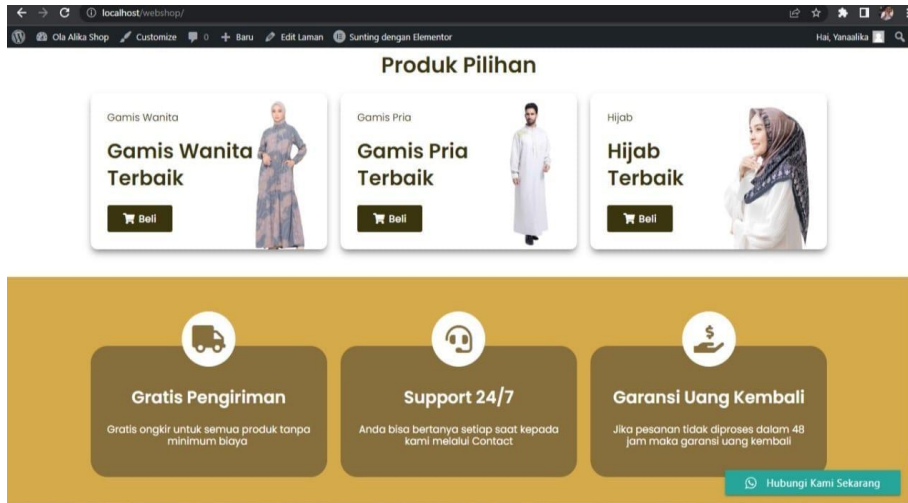 localhost/webshop/
Ola Alika Shop Customize 0 + Baru Edit Laman Sunting dengan Elementor Hai, Yanaalika
Produk Pilihan
Gamis Wanita
Gamis Wanita
Terbaik
Beli
Gamis Pria
Gamis Pria
Terbaik
Beli
Hijab
Hijab
Terbaik
Beli
Gratis Pengiriman
Gratis ongkir untuk semua produk tanpa
minimum biaya
Support 24/7
Anda bisa bertanya setiap saat kepada
kami melalui Contact
Garansi Uang Kembali
Jika pesanan tidak diproses dalam 48
jam maka garansi uang kembali
Hubungi Kami Sekarang